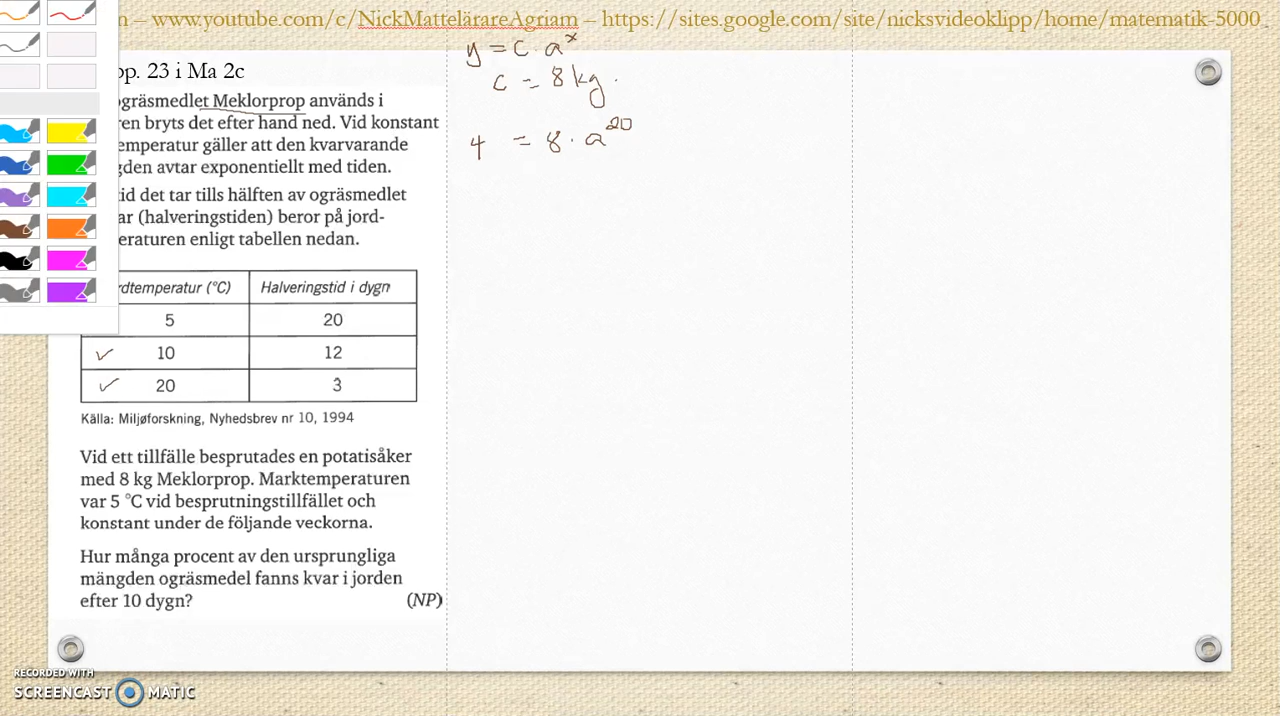 n – www.youtube.com/c/NickMattelärareAgriam – https://sites.google.com/site/nicksvideoklipp/home/matematik-5000
pp. 23 i Ma 2c
ogräsmedlet Meklorprop används i
ren bryts det efter hand ned. Vid konstant
temperatur gäller att den kvarvarande
gden avtar exponentiellt med tiden.
tid det tar tills hälften av ogräsmedlet
ar (halveringstiden) beror på jord-
eraturen enligt tabellen nedan.
rdtemperatur (°C) Halveringstid i dygn
5 20
✓ 10 12
✓ 20 3
Källa: Miljøforskning, Nyhedsbrev nr 10, 1994
Vid ett tillfälle besprutades en potatisåker
med 8 kg Meklorprop. Marktemperaturen
var 5 °C vid besprutningstillfället och
konstant under de följande veckorna.
Hur många procent av den ursprungliga
mängden ogräsmedel fanns kvar i jorden
efter 10 dygn? (NP)
y = C · a^x
C = 8 kg.
4 = 8 · a^20
RECORDED WITH
SCREENCAST MATIC